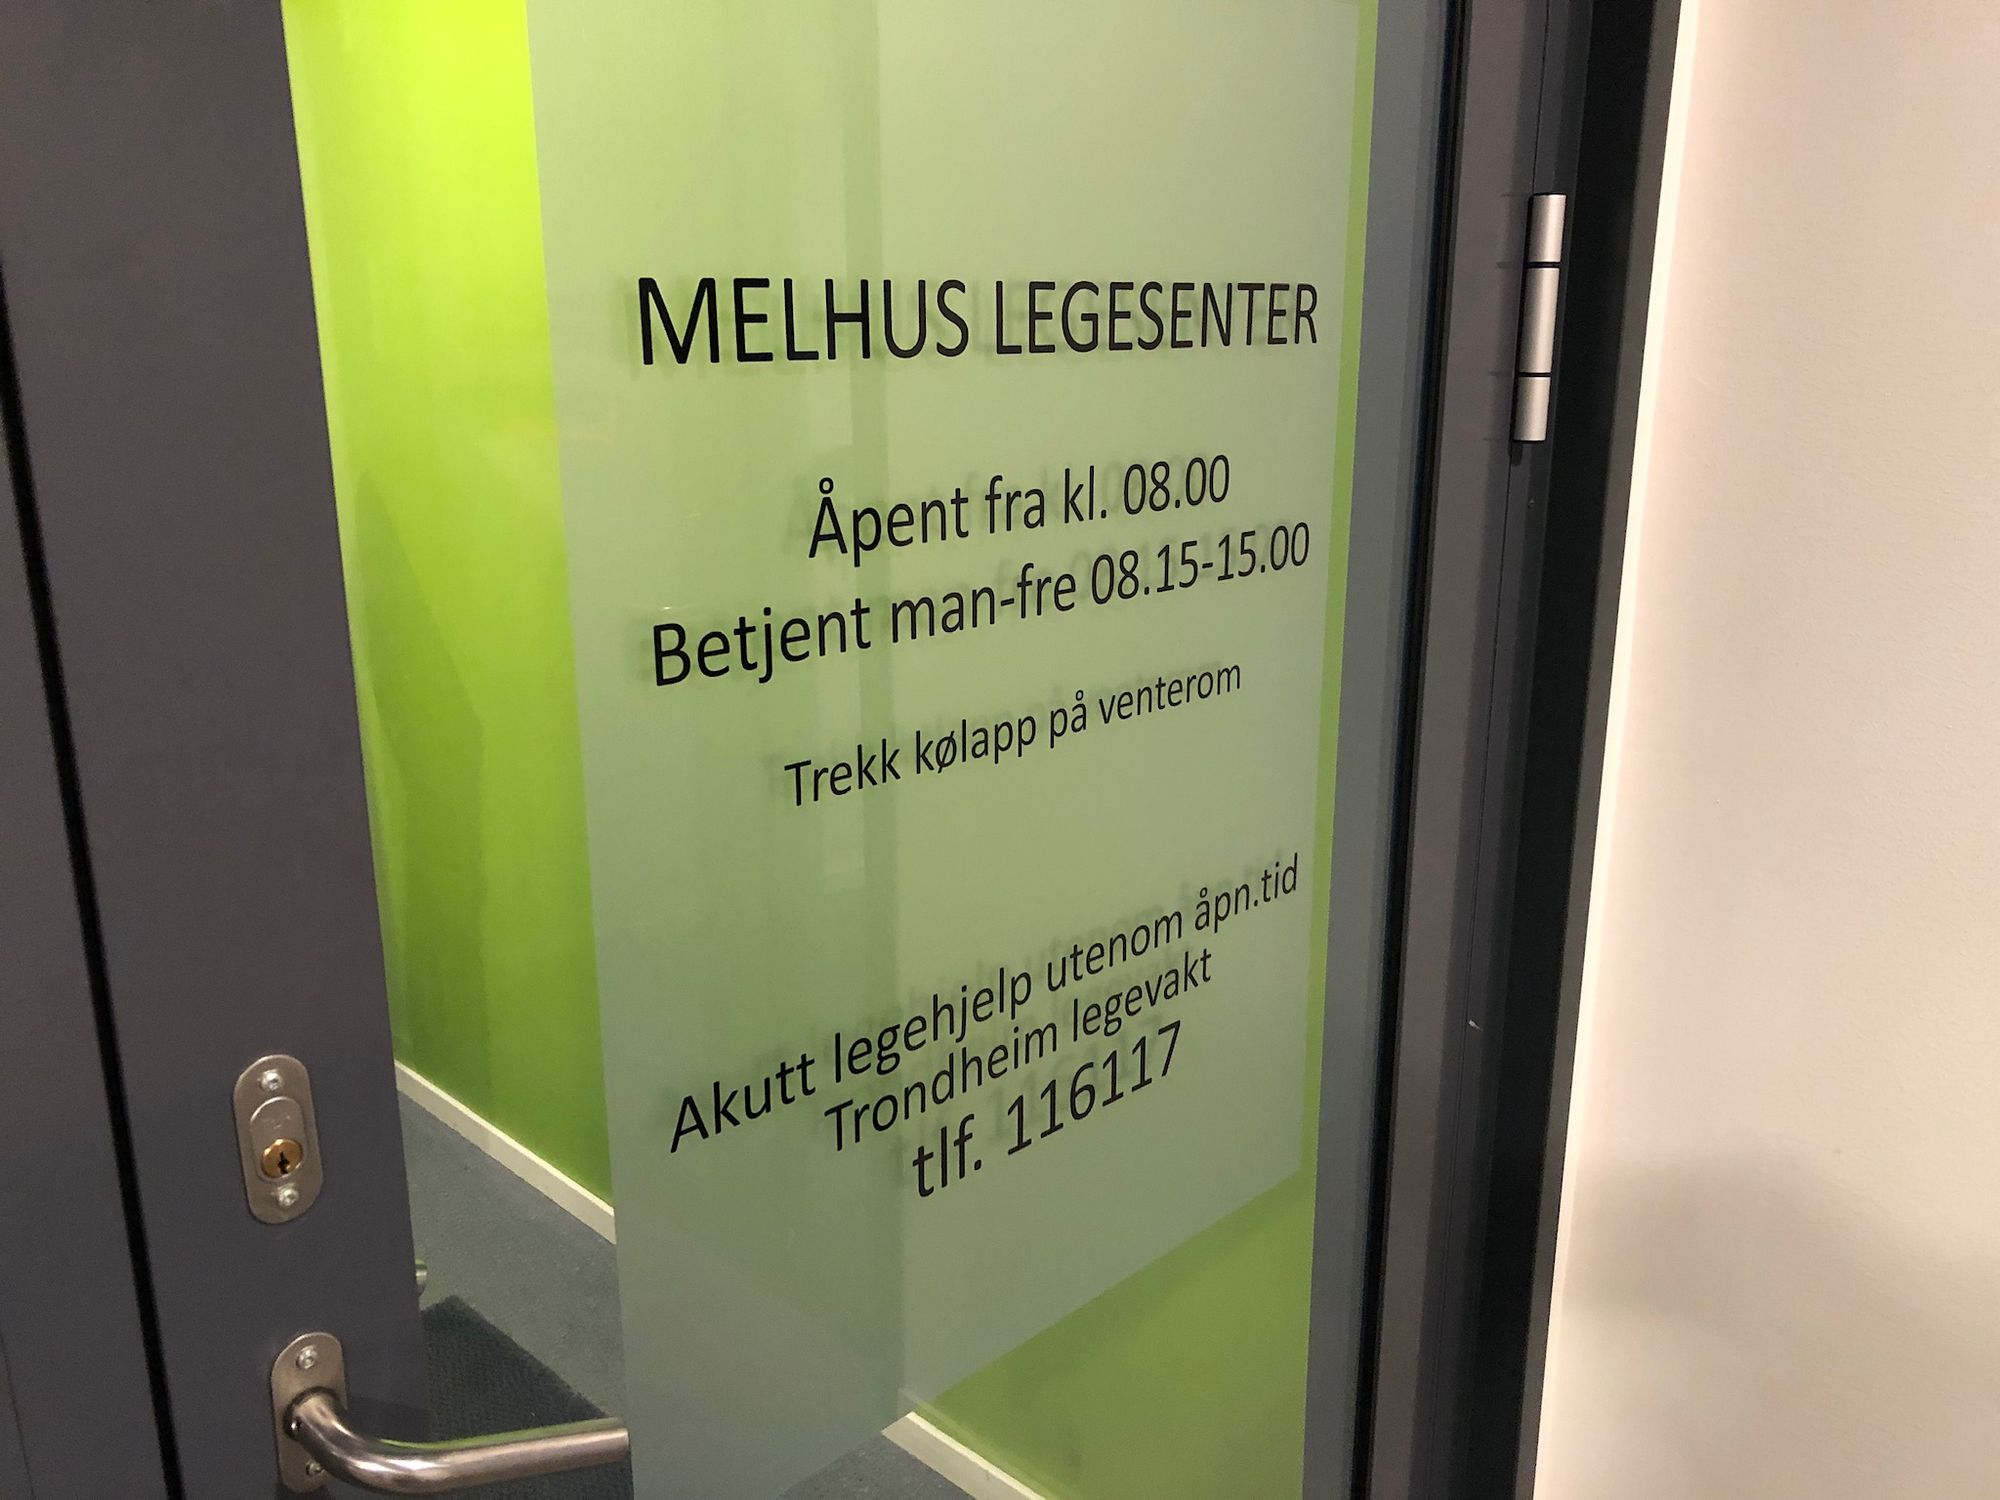 MELHUS LEGESENTER
Åpent fra kl. 08.00
Betjent man-fre 08.15-15.00
Trekk kølapp på venterom
Akutt legehjelp utenom åpn.tid
Trondheim legevakt
tlf. 116117